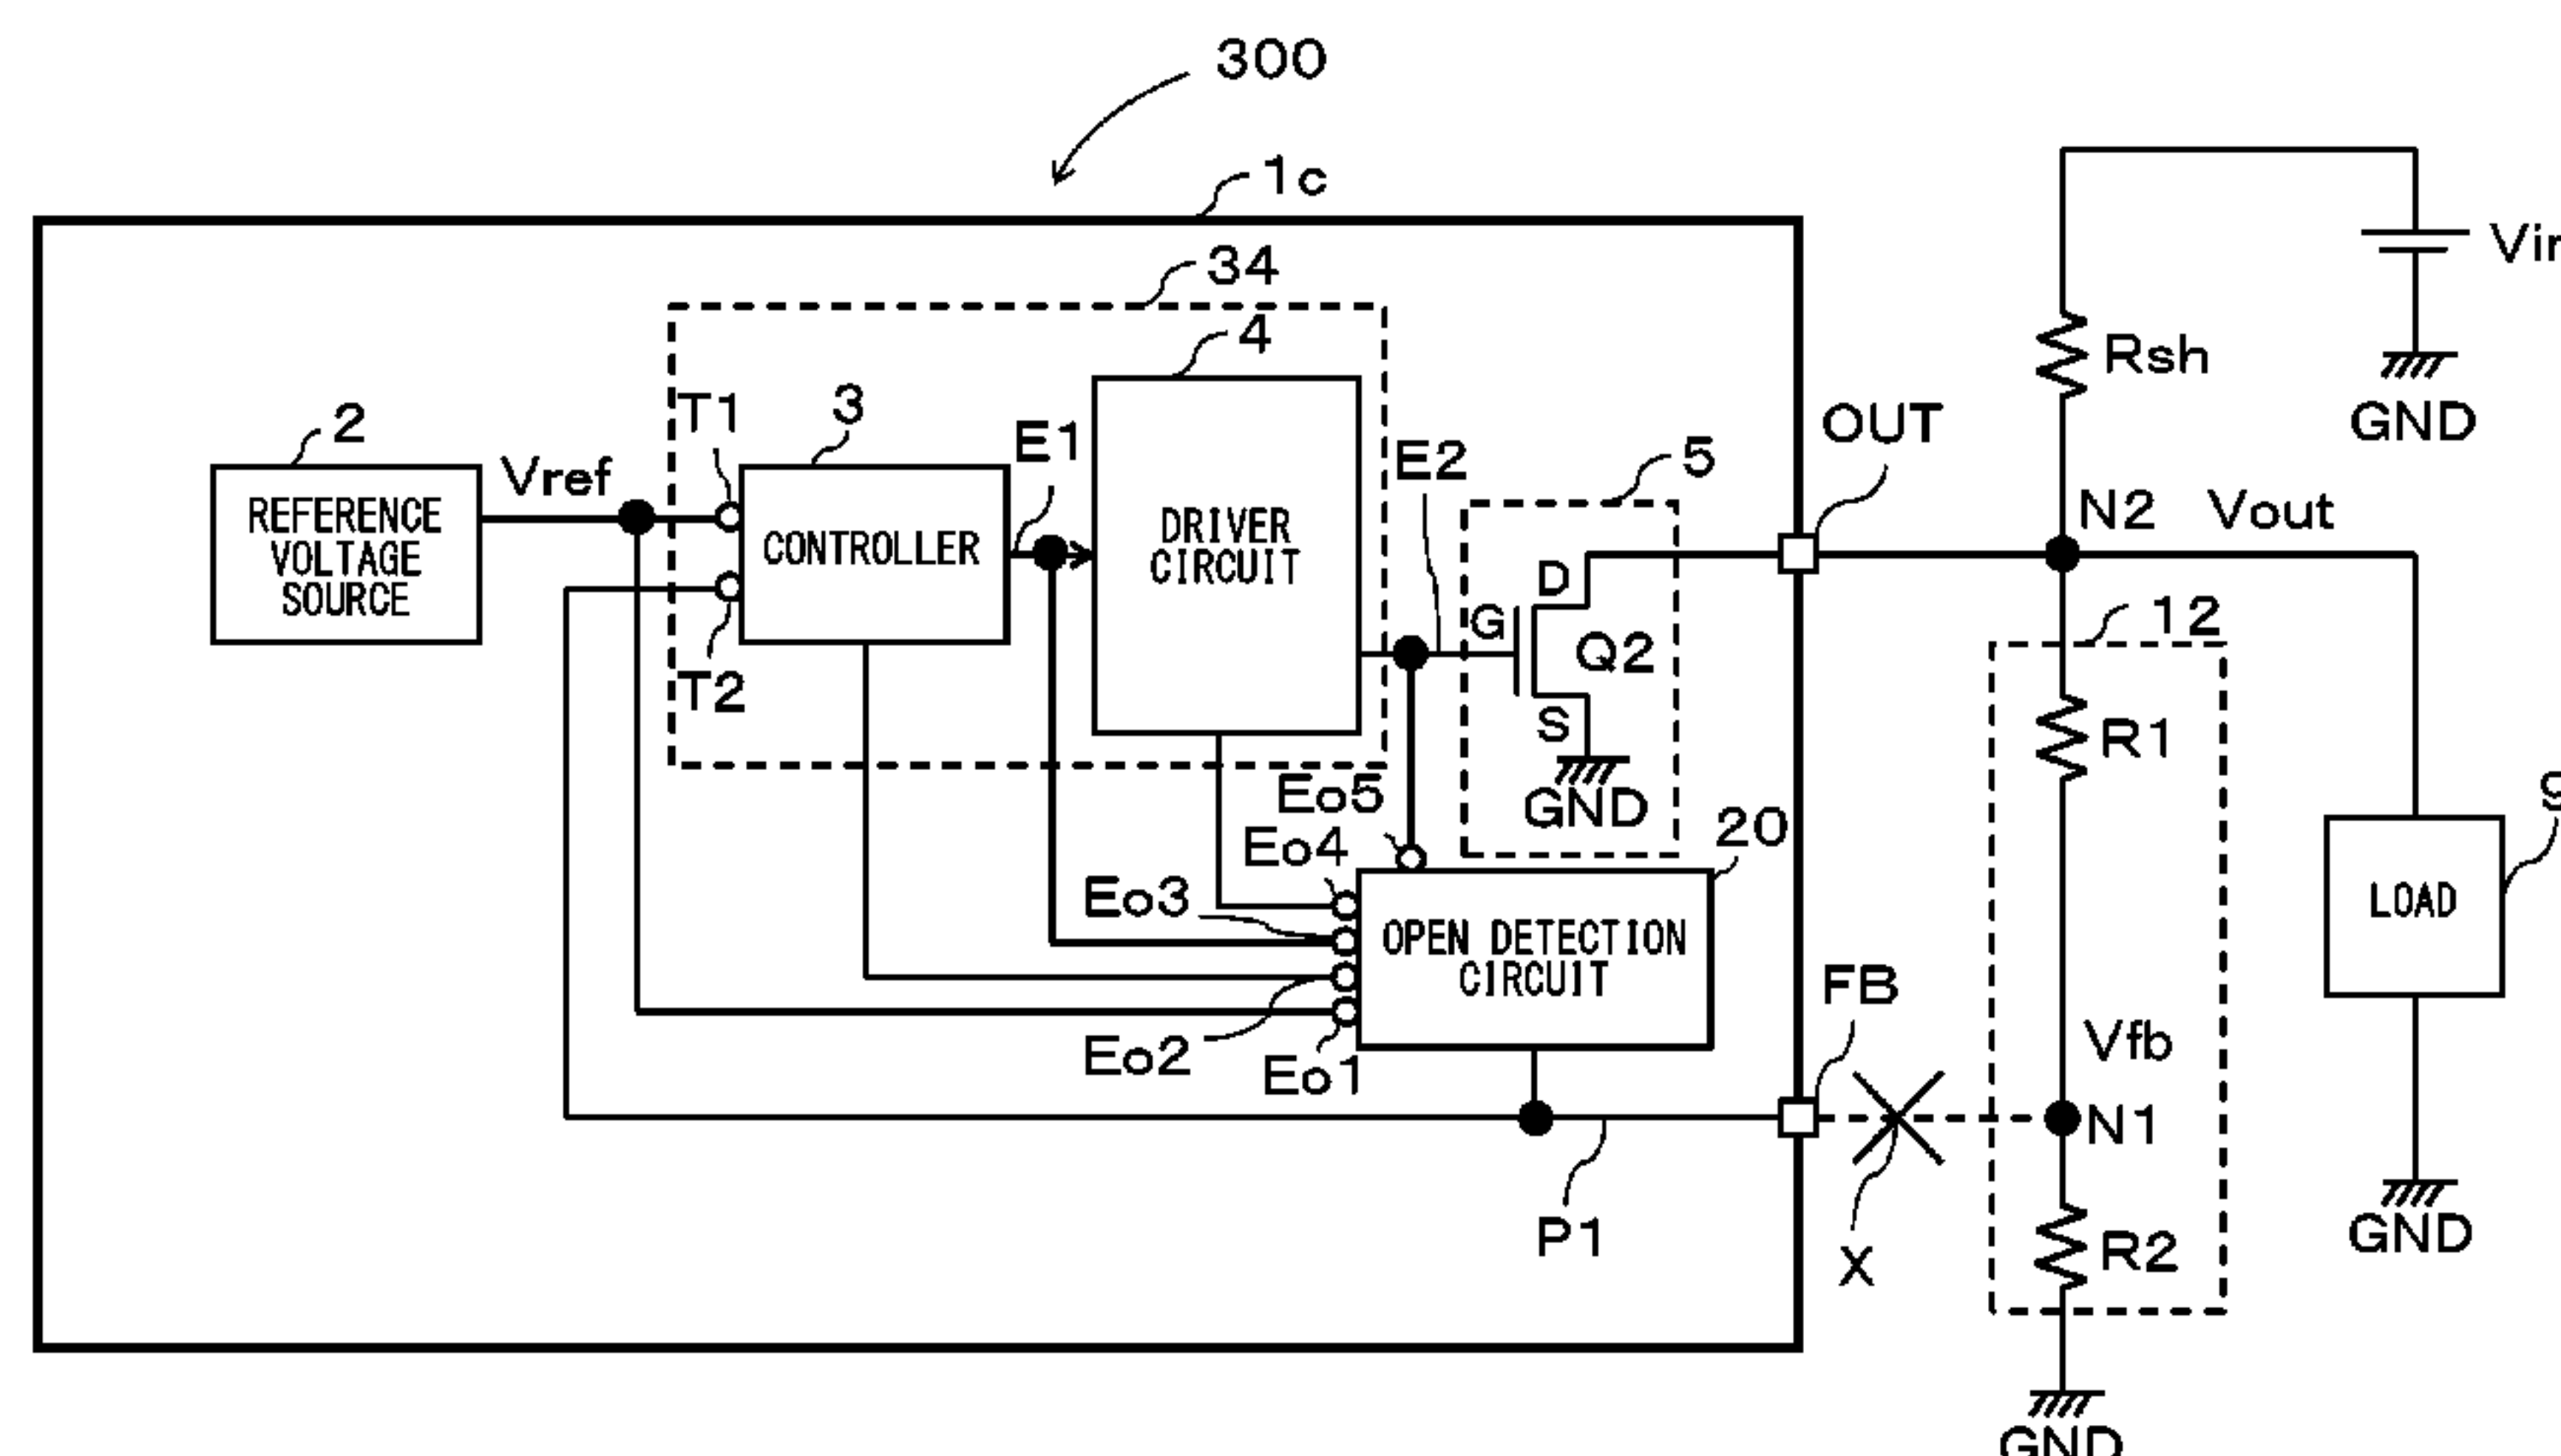 300
1c
34
Rsh
GND
4
2
T1
3
E1
OUT
Vref
E2
5
N2
Vout
REFERENCE
VOLTAGE
SOURCE
CONTROLLER
DRIVER
CIRCUIT
D
G
Q2
12
T2
S
R1
Eo5
GND
20
Eo4
Eo3
OPEN DETECTION
CIRCUIT
LOAD
FB
Eo2
Eo1
Vfb
N1
P1
X
R2
GND
GND